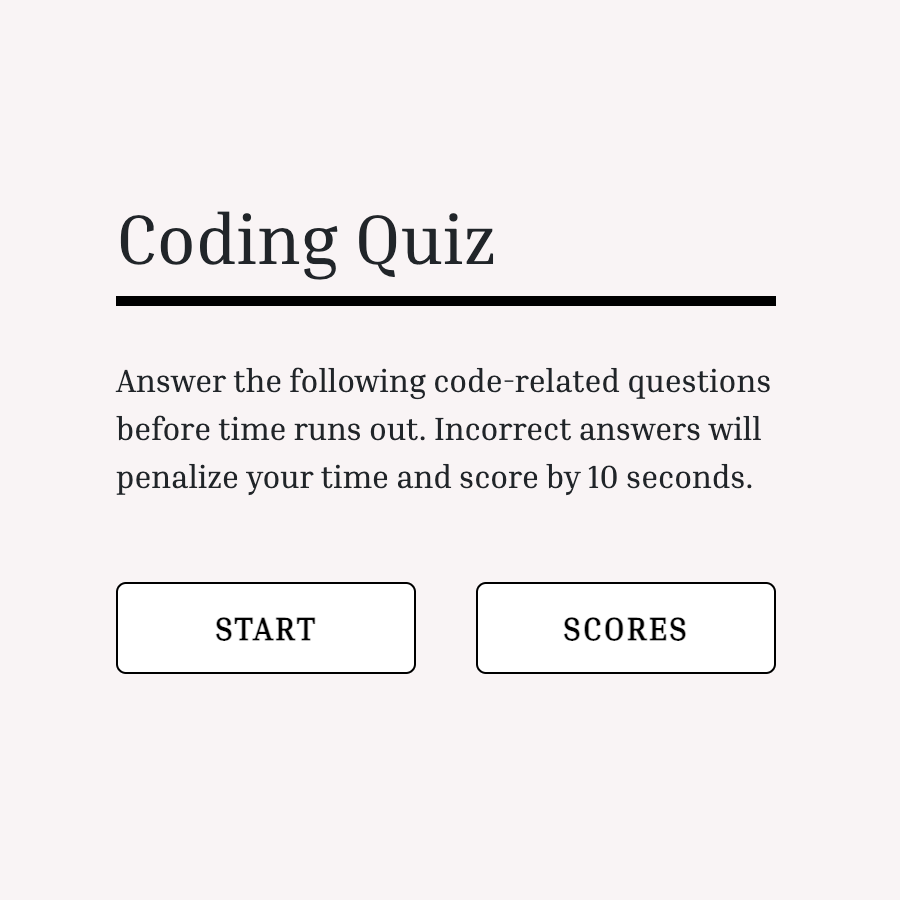 Coding Quiz
Answer the following code-related questions
before time runs out. Incorrect answers will
penalize your time and score by 10 seconds.
START
SCORES